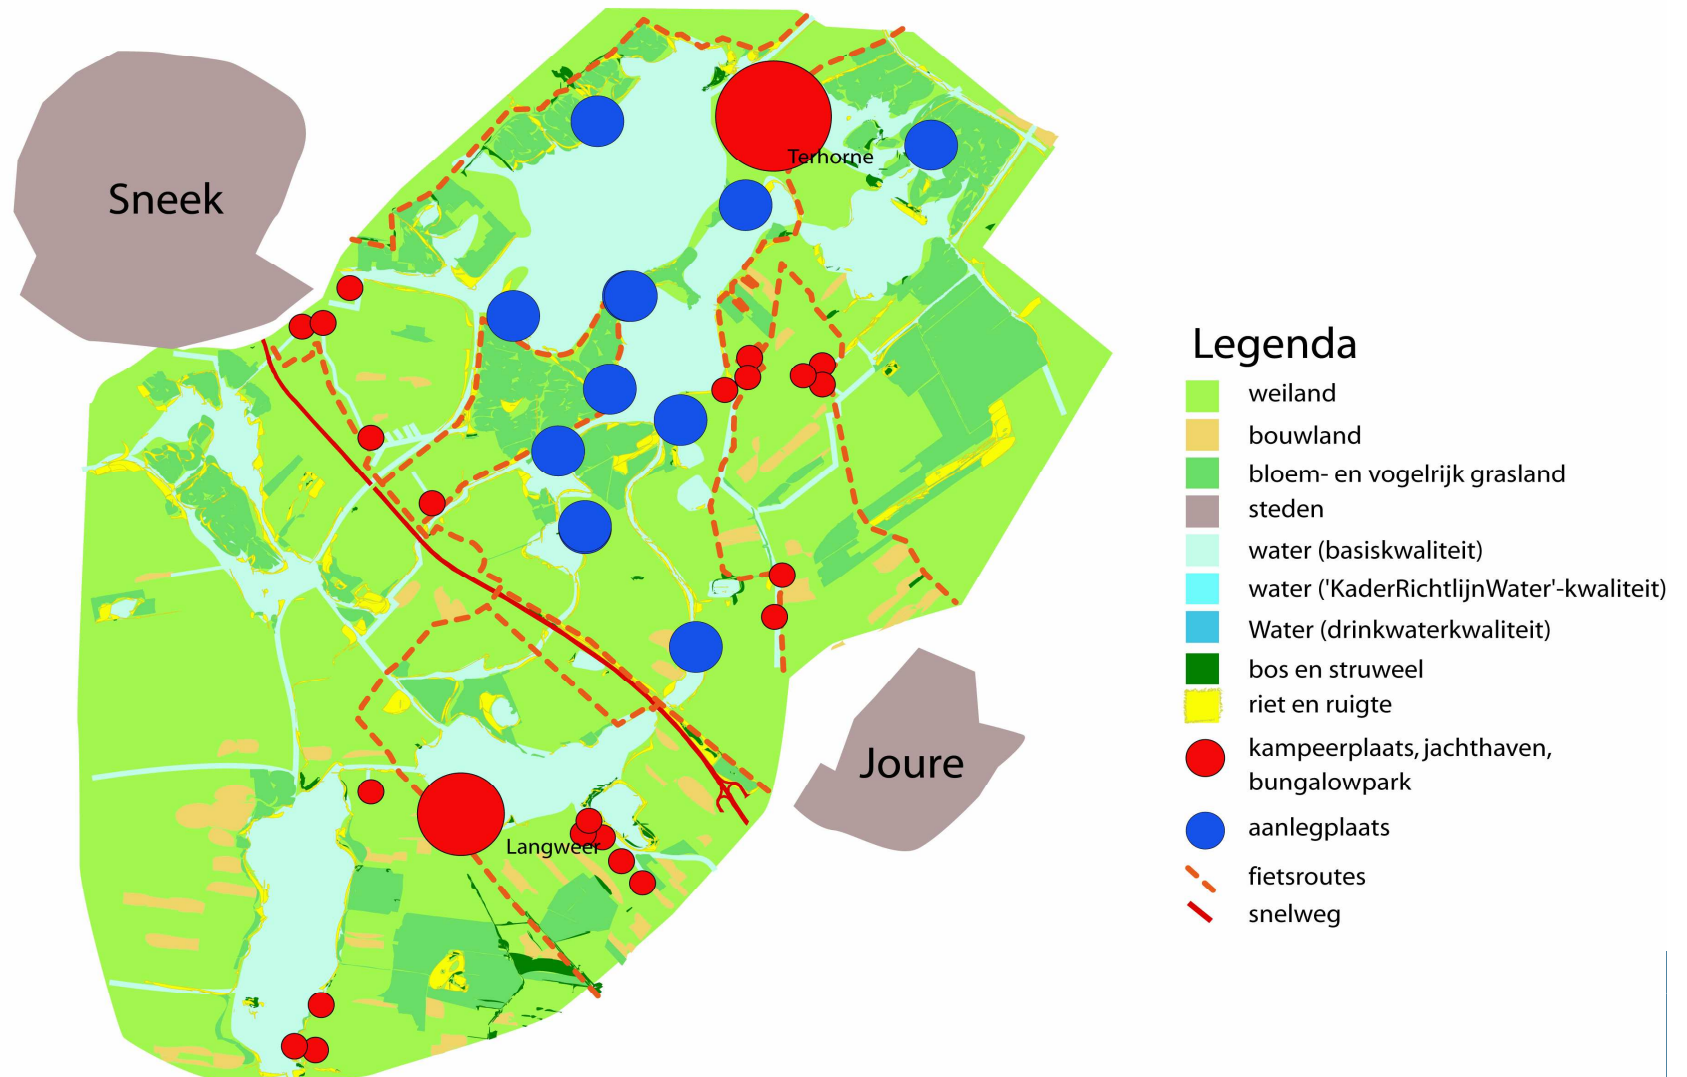 Sneek
Terhorne
Langweer
Joure
Legenda
weiland
bouwland
bloem- en vogelrijk grasland
steden
water (basiskwaliteit)
water ('KaderRichtlijnWater'-kwaliteit)
Water (drinkwaterkwaliteit)
bos en struweel
riet en ruigte
kampeerplaats, jachthaven,
bungalowpark
aanlegplaats
fietsroutes
snelweg